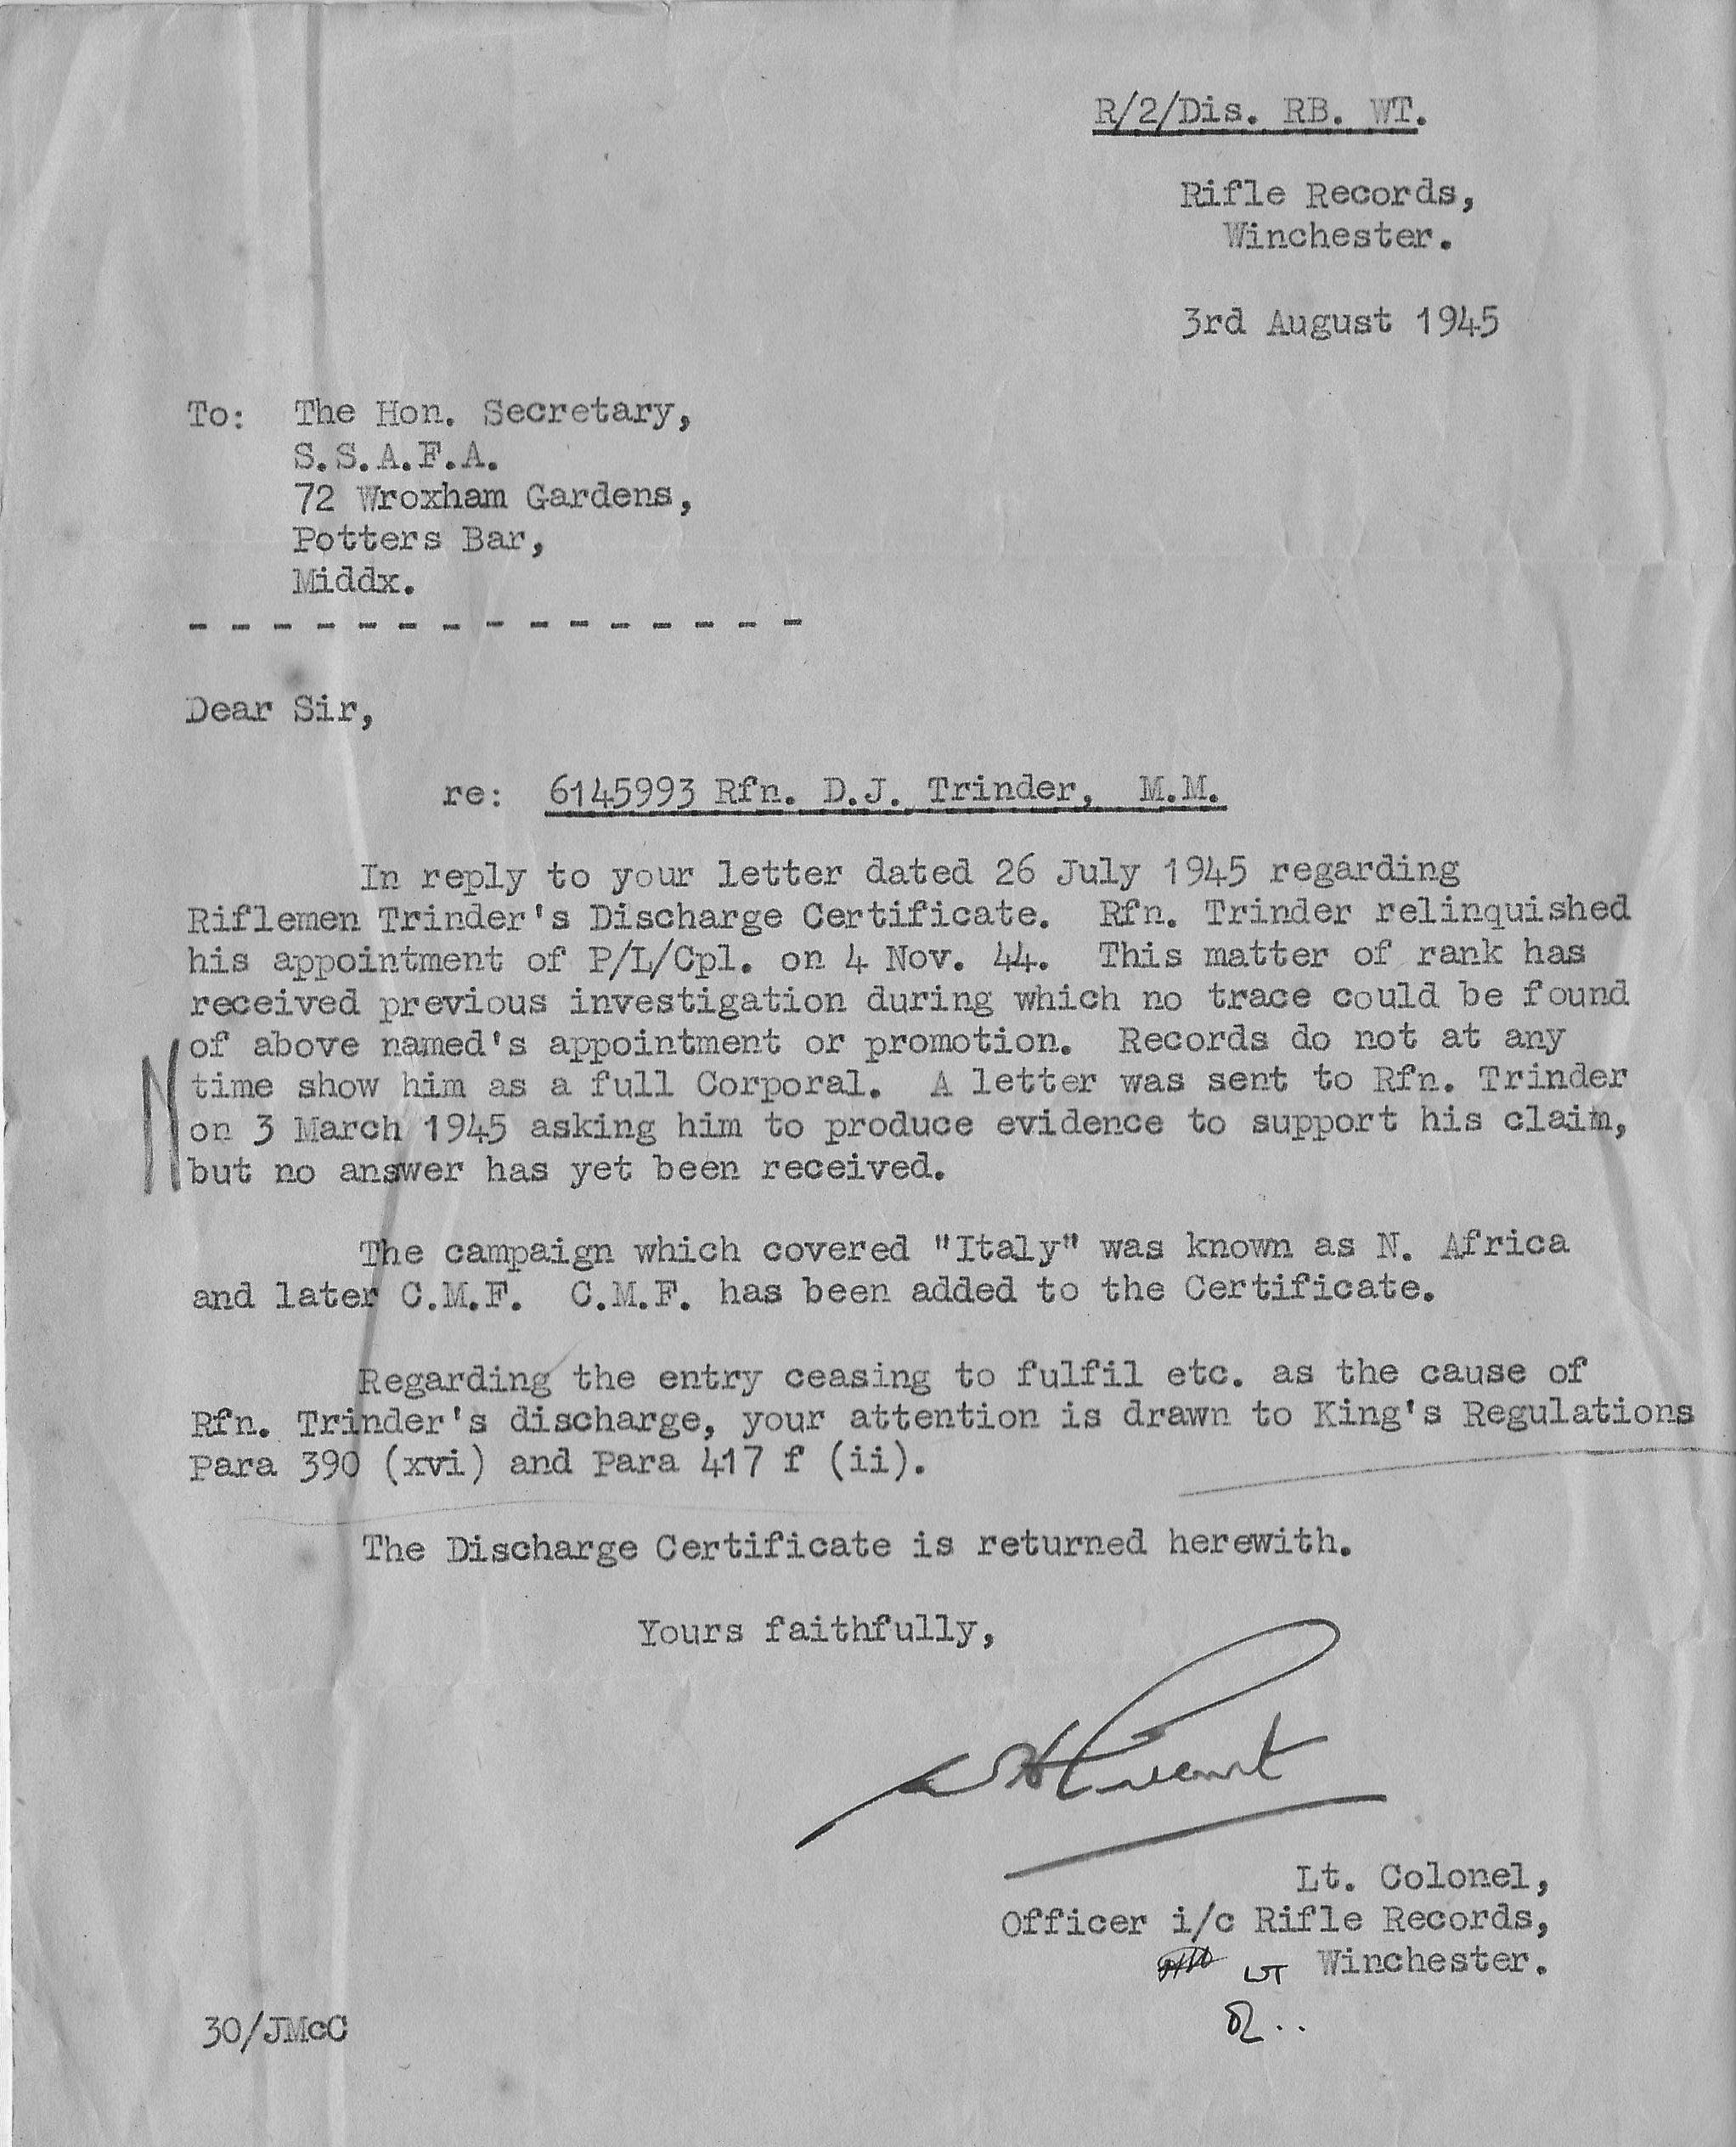 R/2/Dis. RB. WT.
Rifle Records,
Winchester.
3rd August 1945
To: The Hon. Secretary,
S.S.A.F.A.
72 Wroxham Gardens,
Potters Bar,
Middx.
- - - - - - - - - - - - - - -
Dear Sir,
re: 6145993 Rfn. D.J. Trinder, M.M.
In reply to your letter dated 26 July 1945 regarding
Riflemen Trinder's Discharge Certificate. Rfn. Trinder relinquished
his appointment of P/L/Cpl. on 4 Nov. 44. This matter of rank has
received previous investigation during which no trace could be found
of above named's appointment or promotion. Records do not at any
time show him as a full Corporal. A letter was sent to Rfn. Trinder
on 3 March 1945 asking him to produce evidence to support his claim,
but no answer has yet been received.
The campaign which covered "Italy" was known as N. Africa
and later C.M.F. C.M.F. has been added to the Certificate.
Regarding the entry ceasing to fulfil etc. as the cause of
Rfn. Trinder's discharge, your attention is drawn to King's Regulations
Para 390 (xvi) and Para 417 f (ii).
The Discharge Certificate is returned herewith.
Yours faithfully,
Lt. Colonel,
Officer i/c Rifle Records,
Winchester.
30/JMcC